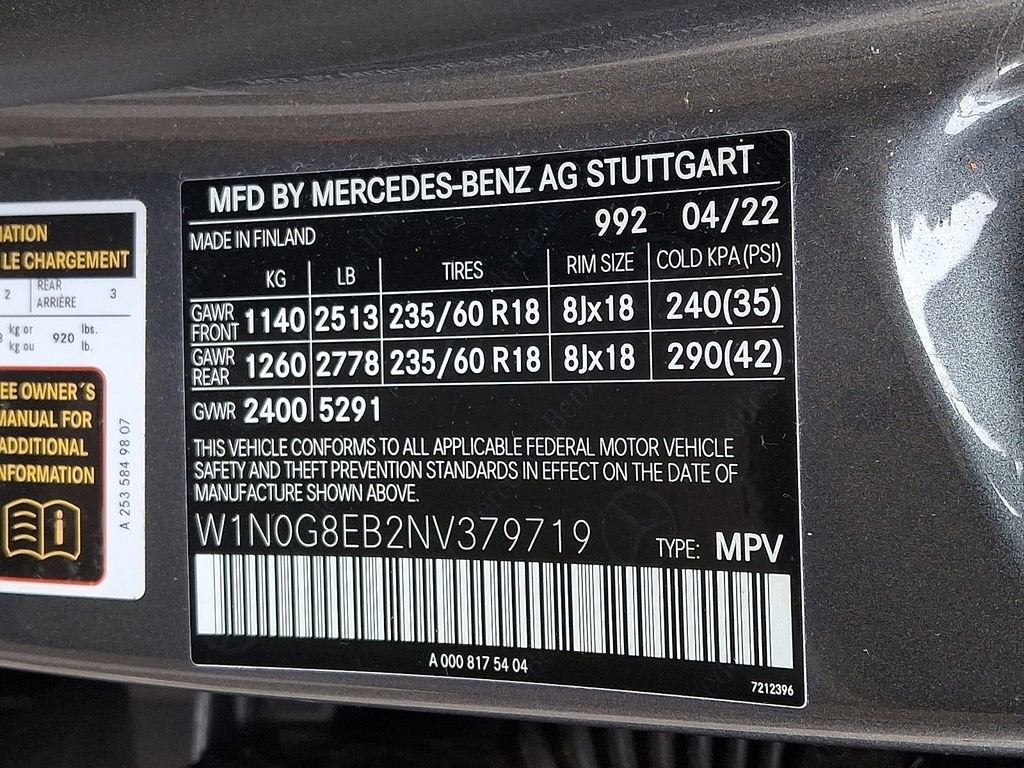 MATION
LE CHARGEMENT
2
REAR
ARRIÈRE
3
kg or
kg ou
920
lbs.
lb.
EE OWNER´S
MANUAL FOR
ADDITIONAL
NFORMATION
A 253 584 98 07
MFD BY MERCEDES-BENZ AG STUTTGART
992 04/22
MADE IN FINLAND
KG LB TIRES RIM SIZE COLD KPA (PSI)
GAWR FRONT 1140 2513 235/60 R18 8Jx18 240(35)
GAWR REAR 1260 2778 235/60 R18 8Jx18 290(42)
GVWR 2400 5291
THIS VEHICLE CONFORMS TO ALL APPLICABLE FEDERAL MOTOR VEHICLE
SAFETY AND THEFT PREVENTION STANDARDS IN EFFECT ON THE DATE OF
MANUFACTURE SHOWN ABOVE.
W1N0G8EB2NV379719 TYPE: MPV
A 000 817 54 04
7212396